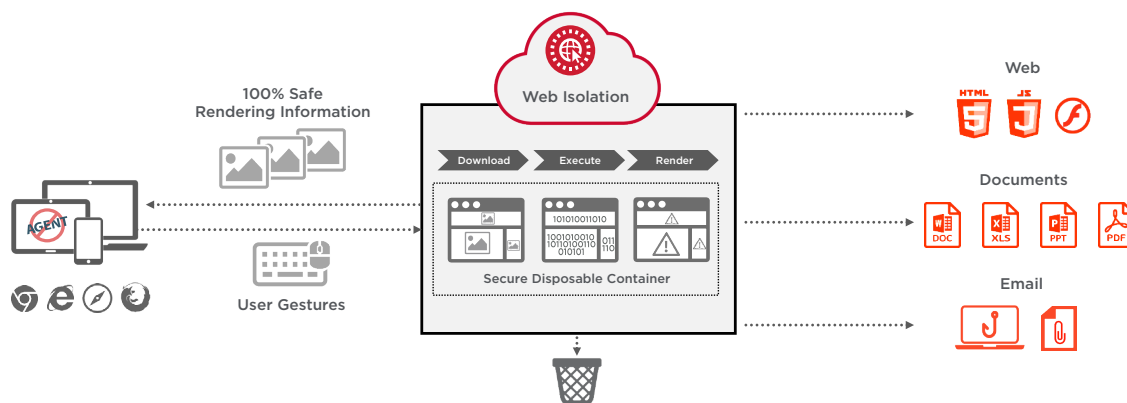 Web Isolation
100% Safe
Rendering Information
AGENT
User Gestures
Download
Execute
Render
101010011010
1001010010
10110100110
010101
011
110
Secure Disposable Container
Web
HTML
5
JS
Documents
W
DOC
X
XLS
P
PPT
PDF
Email